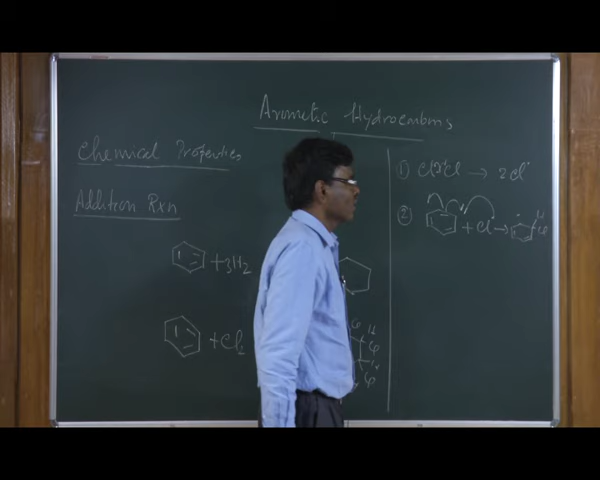 Aromatic Hydrocarbons
Chemical Properties
Addition Rxn
+ 3H2
+ Cl2
1) Cl Cl → 2Cl
2) + Cl →